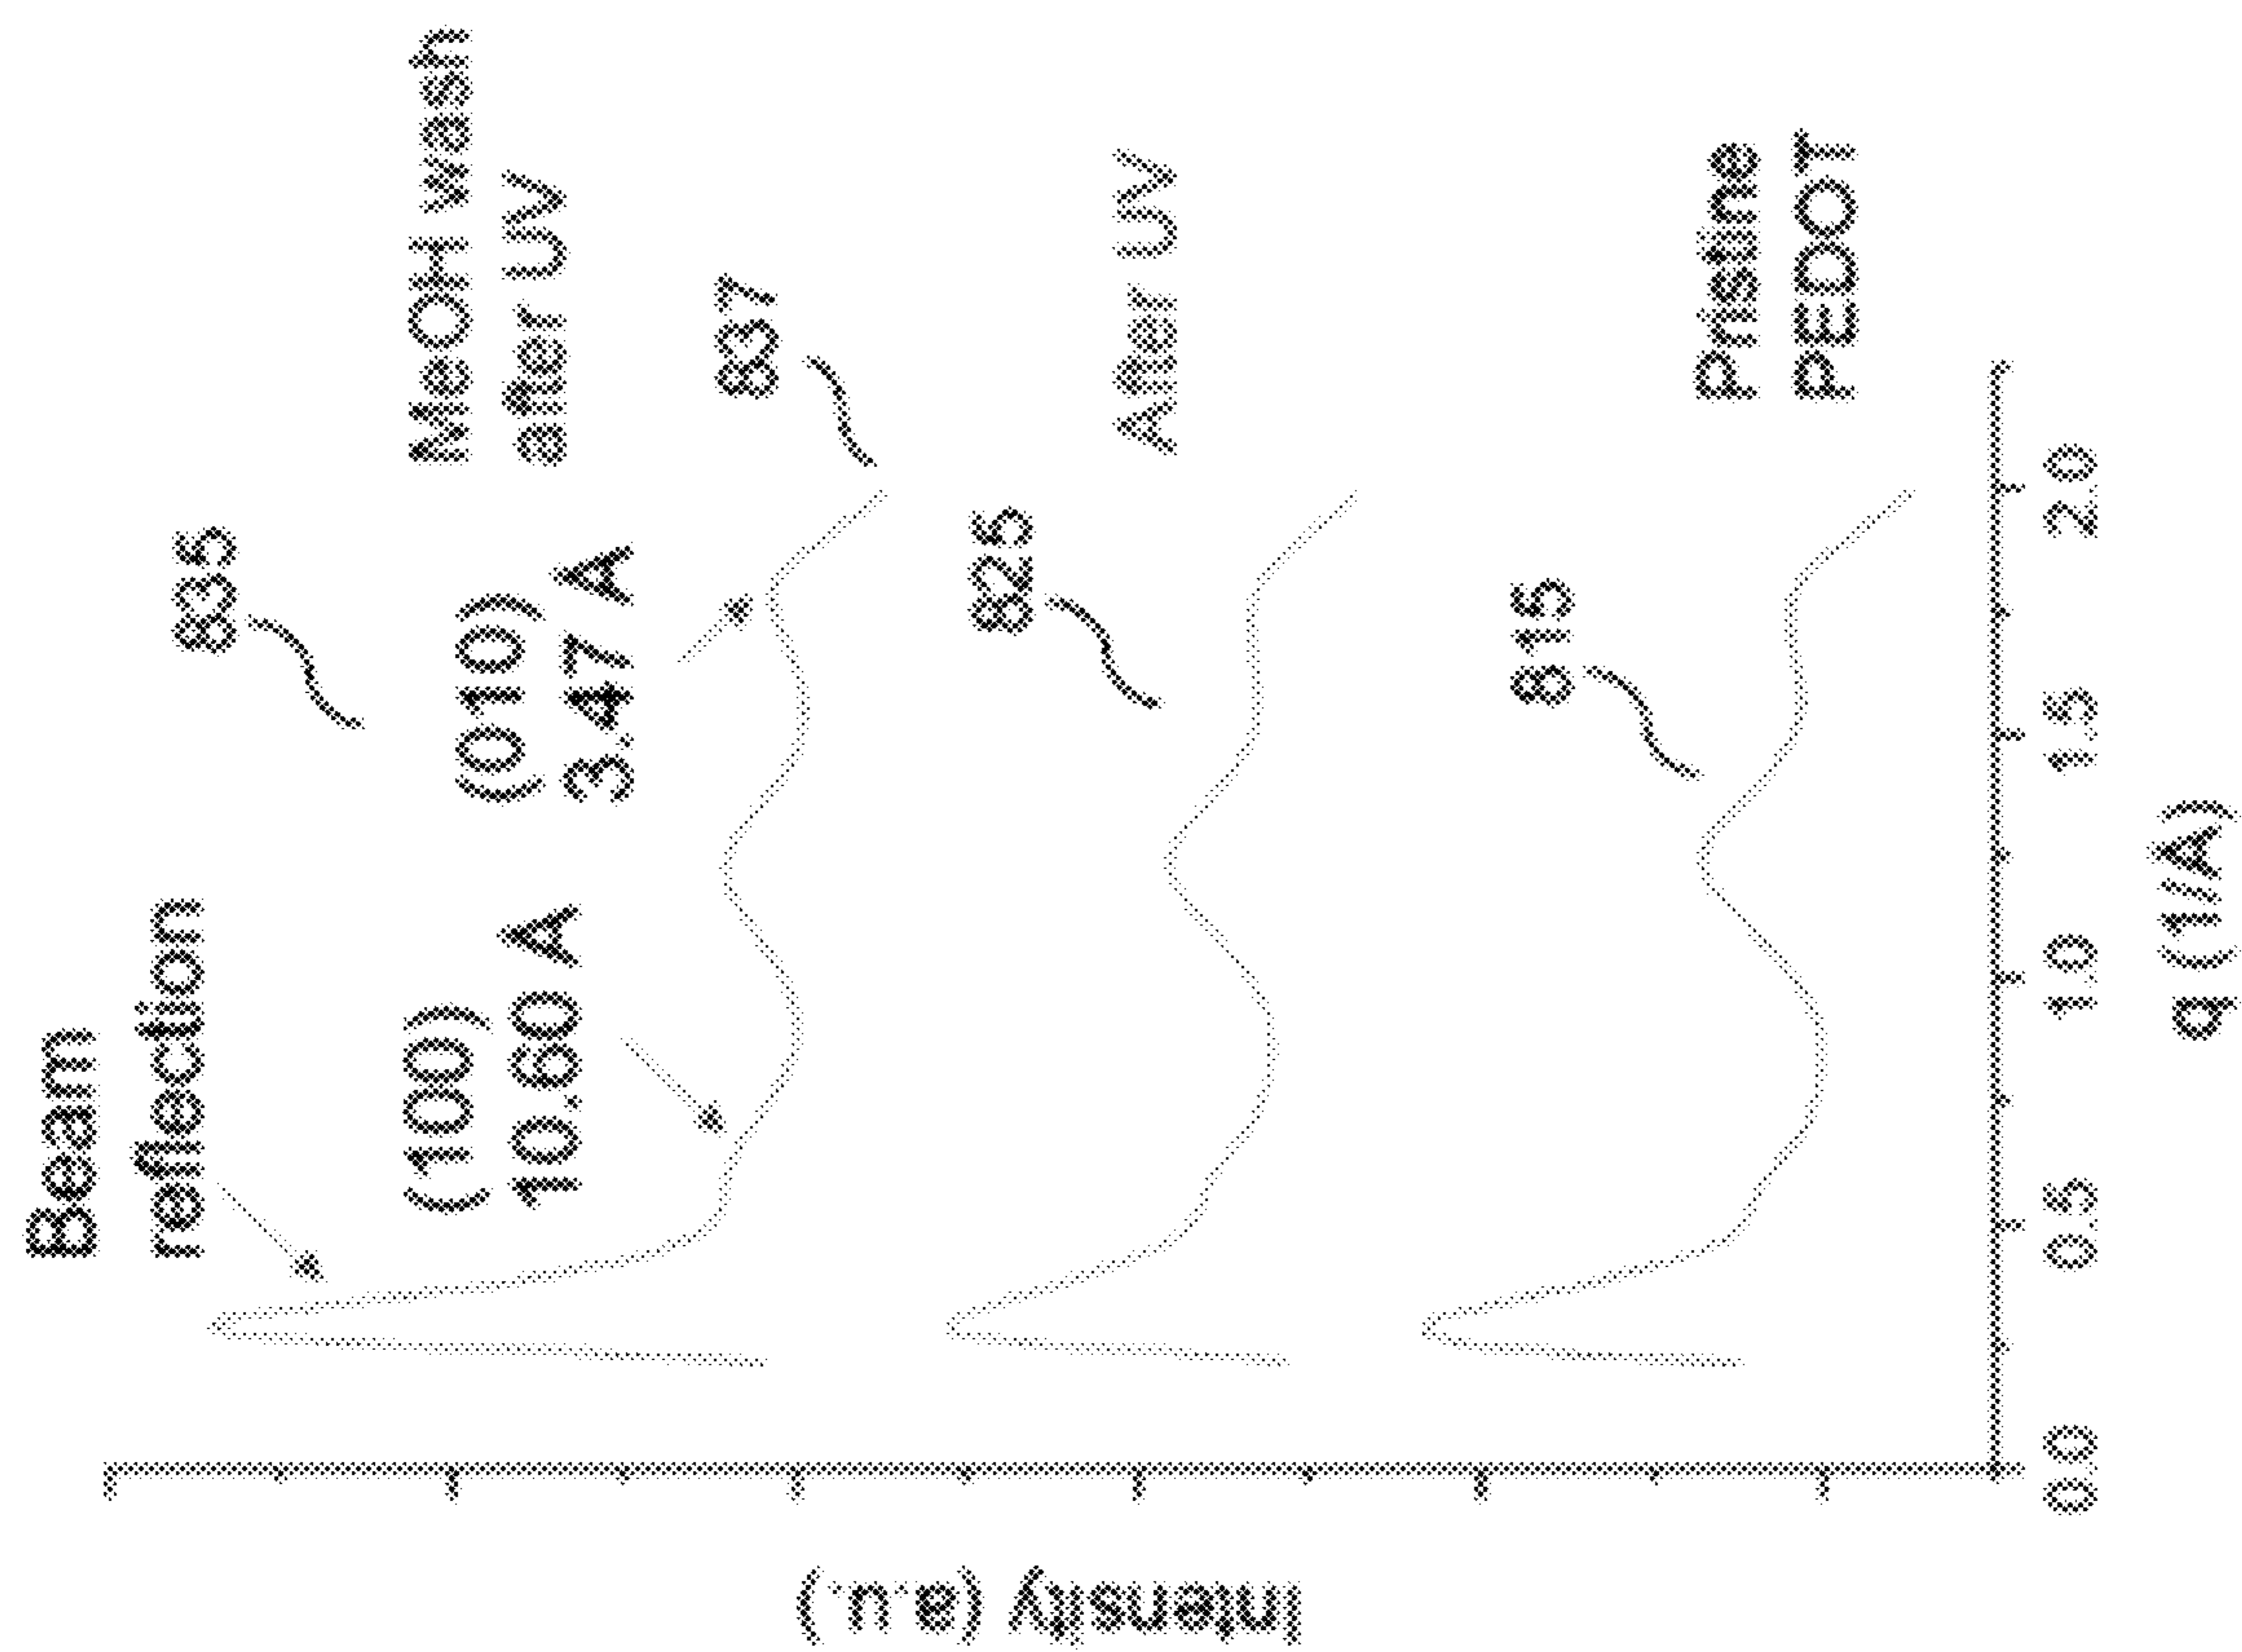 Beam
reflection
835
(100)
10.60 A
(010)
3.47 A
MeOH wash
after UV
837
825
After UV
815
Pristine
PEDOT
Intensity (a.u.)
0.0
0.5
1.0
1.5
2.0
q (1/A)